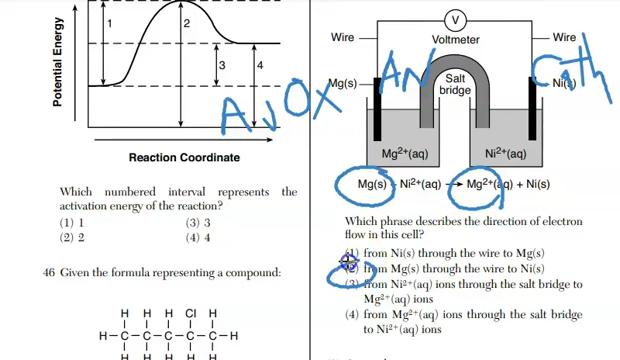 Potential Energy
1
2
3
4
Reaction Coordinate
Which numbered interval represents the
activation energy of the reaction?
(1) 1
(3) 3
(2) 2
(4) 4
46 Given the formula representing a compound:
H H H Cl H
H–C–C–C–C–C–H
H H H H H
V
Wire
Voltmeter
Wire
Mg(s)
Salt
bridge
Ni(s)
AN
Cath
A
OX
Mg2+(aq)
Ni2+(aq)
Mg(s) + Ni2+(aq) → Mg2+(aq) + Ni(s)
Which phrase describes the direction of electron
flow in this cell?
(1) from Ni(s) through the wire to Mg(s)
(2) from Mg(s) through the wire to Ni(s)
(3) from Ni2+(aq) ions through the salt bridge to
Mg2+(aq) ions
(4) from Mg2+(aq) ions through the salt bridge
to Ni2+(aq) ions